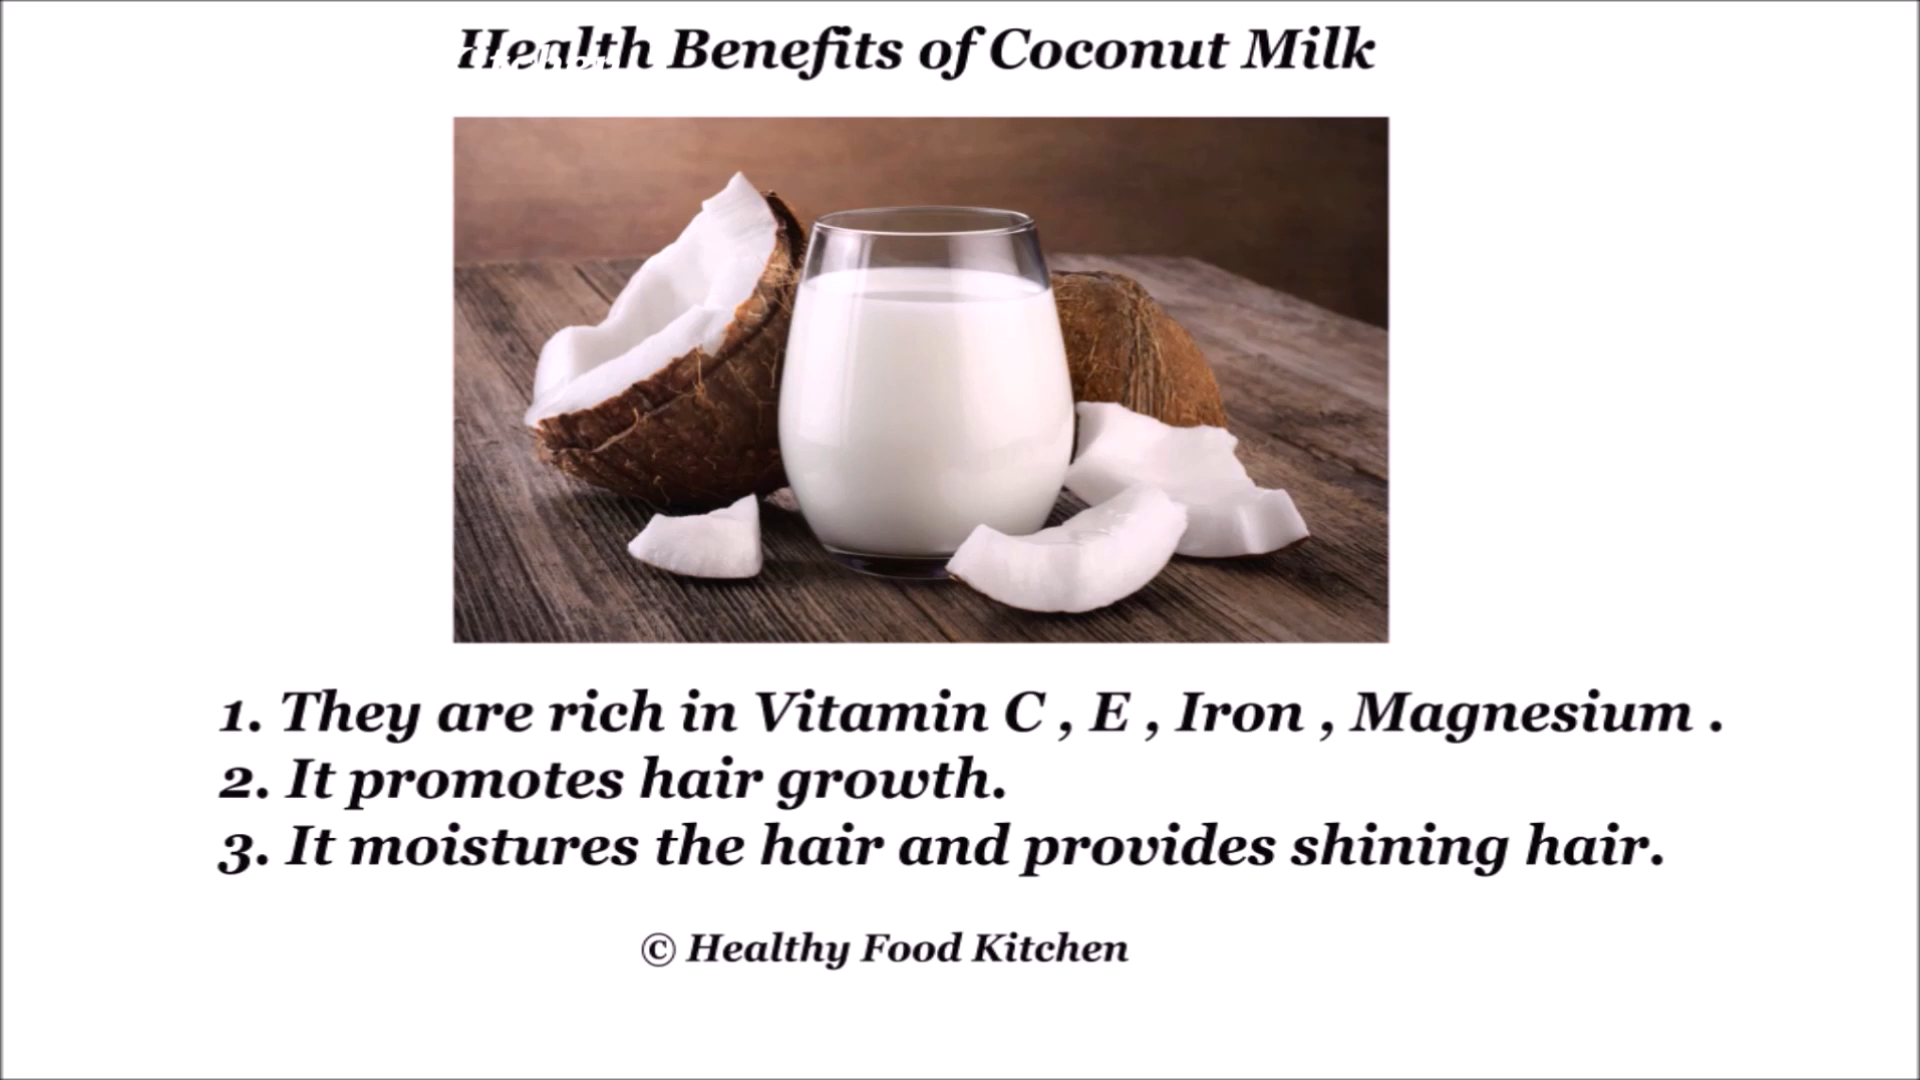 Health Benefits of Coconut Milk
1. They are rich in Vitamin C , E , Iron , Magnesium .
2. It promotes hair growth.
3. It moistures the hair and provides shining hair.
© Healthy Food Kitchen